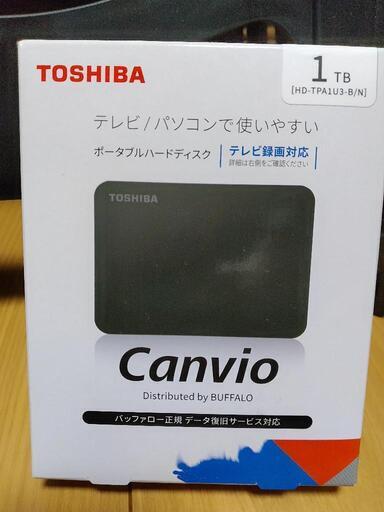 TOSHIBA
1 TB
[HD-TPA1U3-B/N]
テレビ/パソコンで使いやすい
ポータブルハードディスク
テレビ録画対応
詳細は右側をご確認ください
TOSHIBA
Canvio
Distributed by BUFFALO
バッファロー正規 データ復旧サービス対応